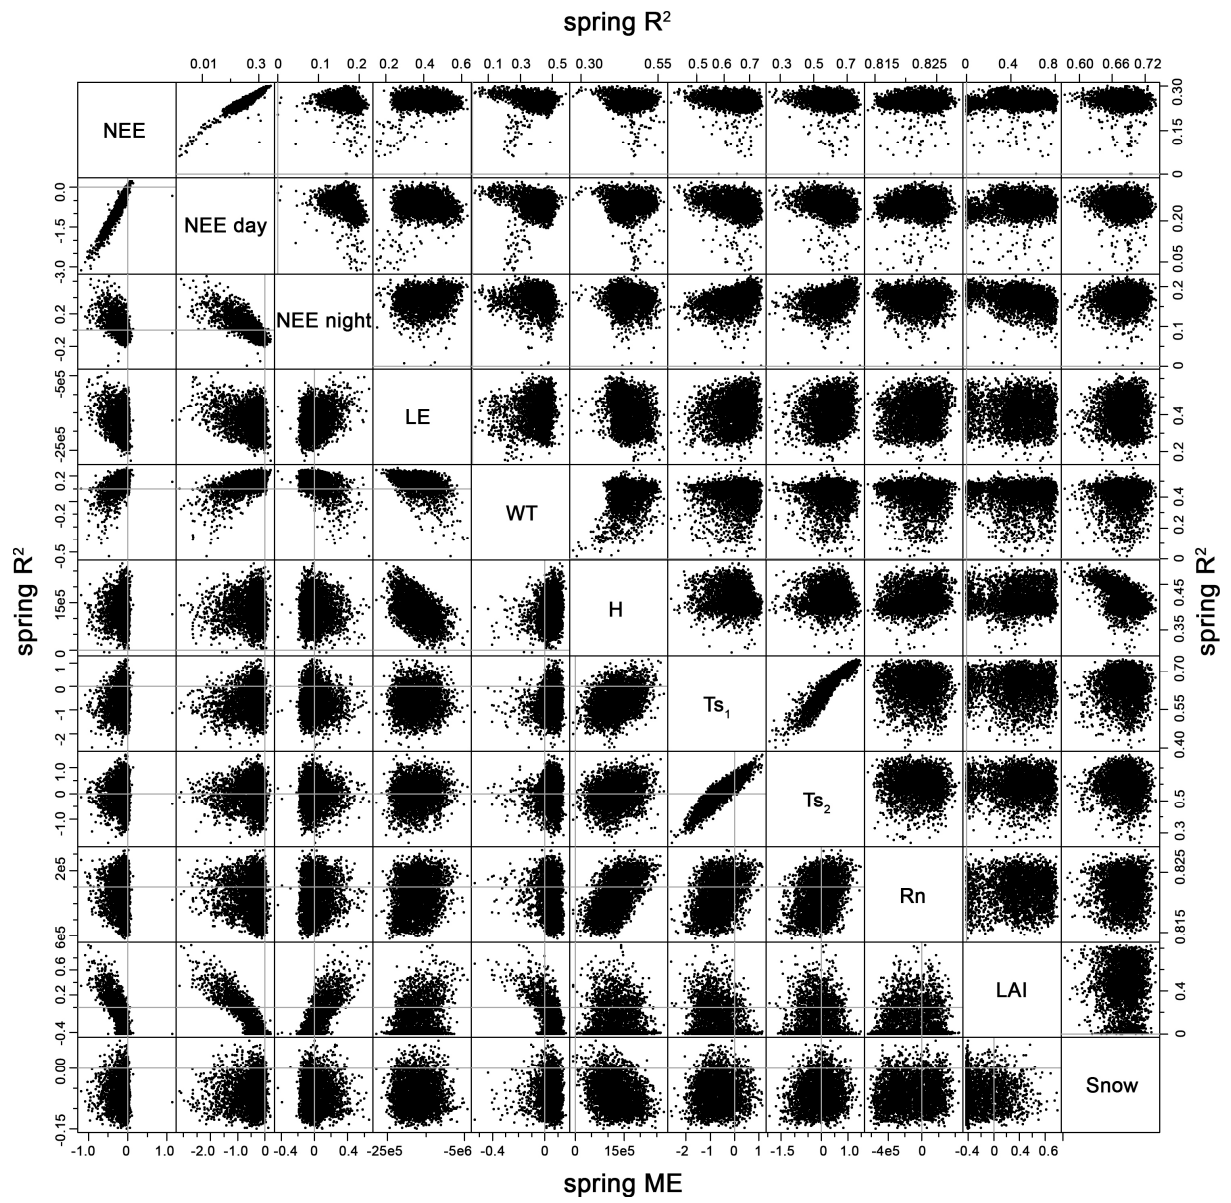 spring R²
0.01 0.3 0 0.1 0.2 0.2 0.4 0.6 0.1 0.3 0.5 0.30 0.55 0.5 0.6 0.7 0.3 0.5 0.7 0.815 0.825 0 0.4 0.8 0.60 0.66 0.72
NEE
0.30
0.15
0
0.0
-1.5
-3.0
NEE day
0.20
0.05
0.2
-0.2
NEE night
0.2
0.1
0
-5e5
-25e5
LE
0.4
0.2
0.2
-0.2
-0.5
WT
0.4
0.2
0
spring R²
15e5
0
H
0.45
0.35
spring R²
1
0
-1
-2
Ts₁
0.70
0.55
0.40
1.0
0
-1.0
Ts₂
0.5
0.3
2e5
Rn
0.825
0.815
0.6
0.2
-0.4
LAI
0.4
0
0.00
-0.15
Snow
-1.0 0 1.0 -2.0 -1.0 0 -0.4 0 0.4 -25e5 -5e6 -0.4 0 0 15e5 -2 0 1 -1.5 0 1.0 -4e5 0 -0.4 0 0.4 0.6
spring ME